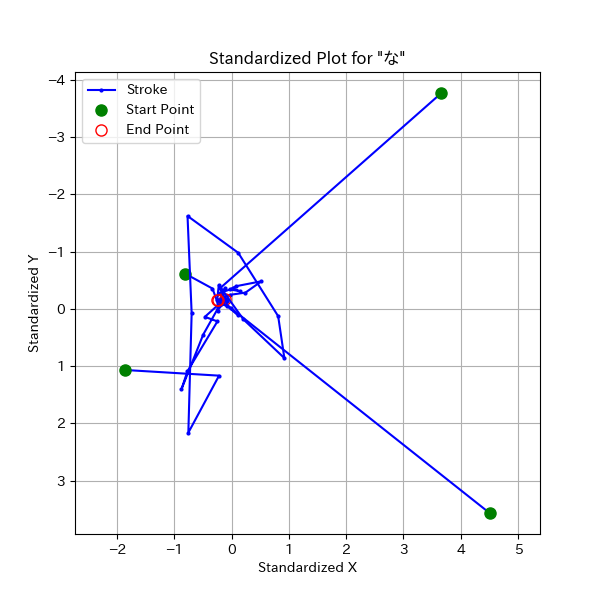 Standardized Plot for "な"
Stroke
Start Point
End Point
−4
−3
−2
−1
0
1
2
3
Standardized Y
−2
−1
0
1
2
3
4
5
Standardized X